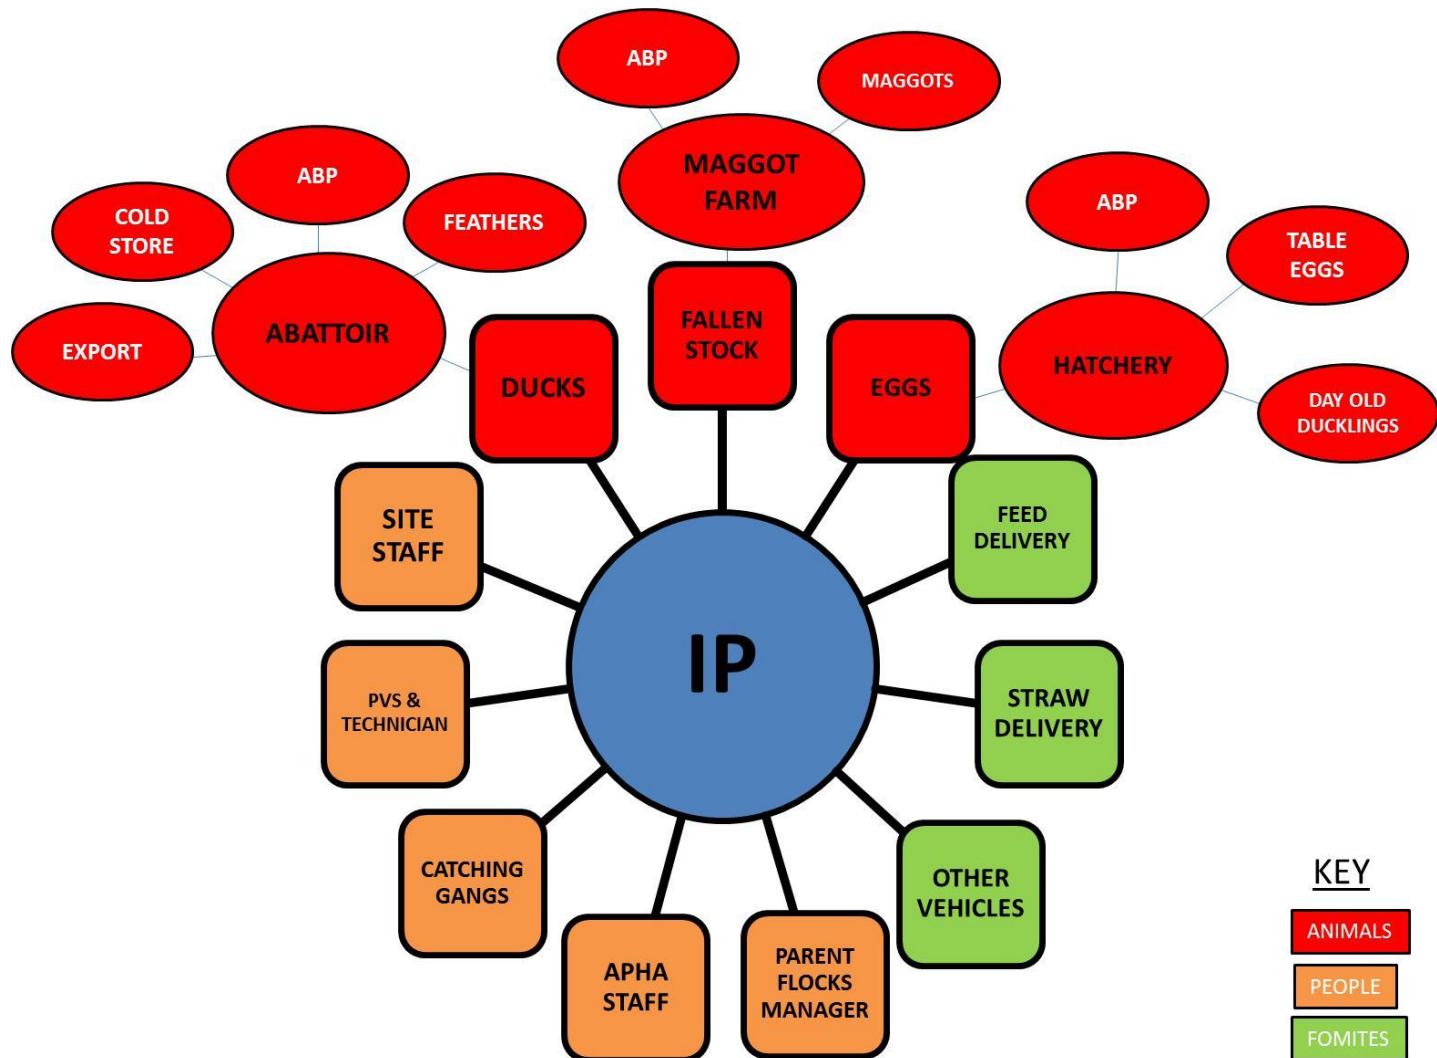 ABP
MAGGOTS
MAGGOT
FARM
ABP
COLD
STORE
FEATHERS
EXPORT
ABATTOIR
ABP
TABLE
EGGS
HATCHERY
DAY OLD
DUCKLINGS
DUCKS
FALLEN
STOCK
EGGS
SITE
STAFF
FEED
DELIVERY
IP
PVS &
TECHNICIAN
STRAW
DELIVERY
CATCHING
GANGS
OTHER
VEHICLES
APHA
STAFF
PARENT
FLOCKS
MANAGER
KEY
ANIMALS
PEOPLE
FOMITES